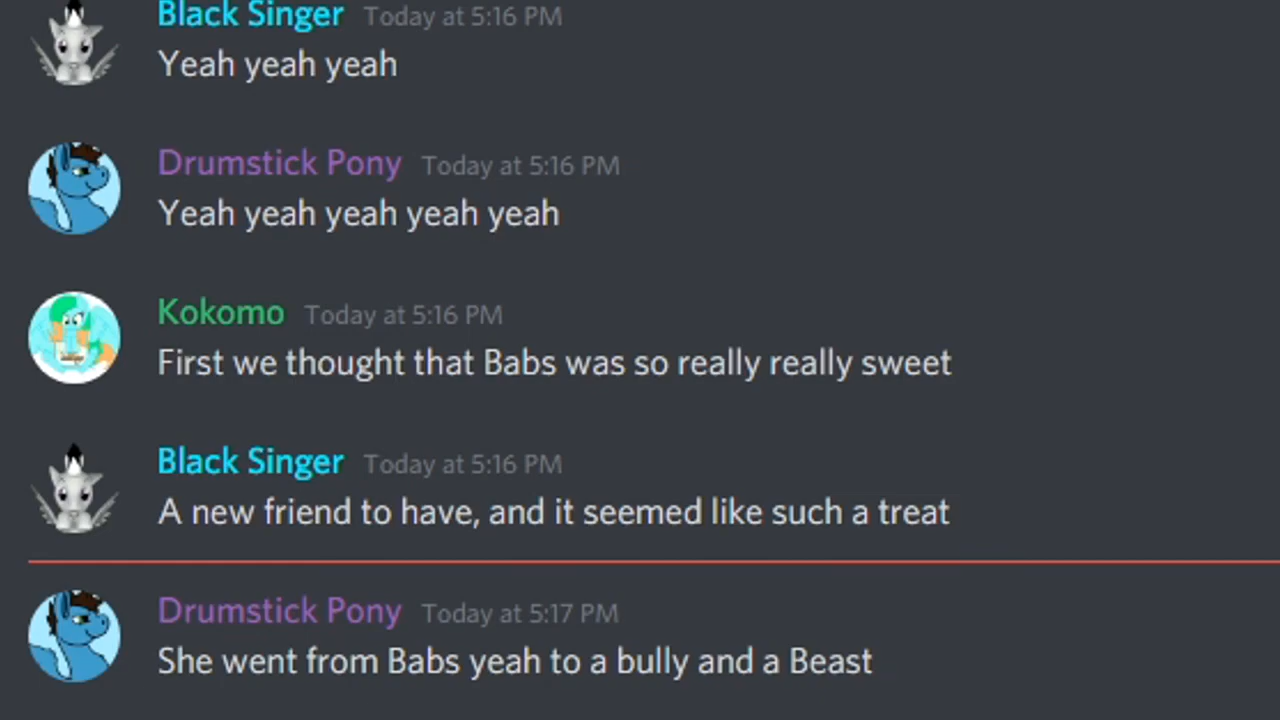 Black Singer Today at 5:16 PM
Yeah yeah yeah
Drumstick Pony Today at 5:16 PM
Yeah yeah yeah yeah yeah
Kokomo Today at 5:16 PM
First we thought that Babs was so really really sweet
Black Singer Today at 5:16 PM
A new friend to have, and it seemed like such a treat
Drumstick Pony Today at 5:17 PM
She went from Babs yeah to a bully and a Beast